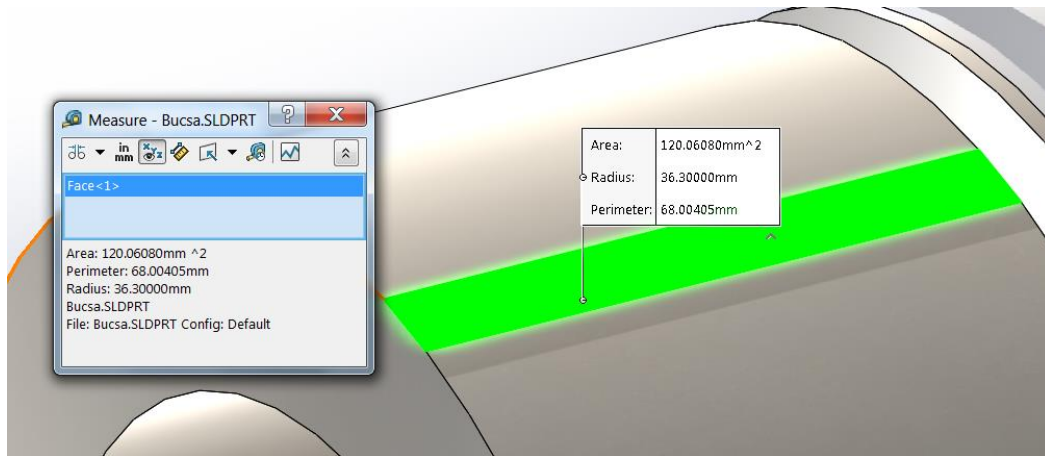 Measure - Bucsa.SLDPRT
in
mm
XYZ
Face<1>
Area: 120.06080mm ^2
Perimeter: 68.00405mm
Radius: 36.30000mm
Bucsa.SLDPRT
File: Bucsa.SLDPRT Config: Default
Area: 120.06080mm^2
Radius: 36.30000mm
Perimeter: 68.00405mm